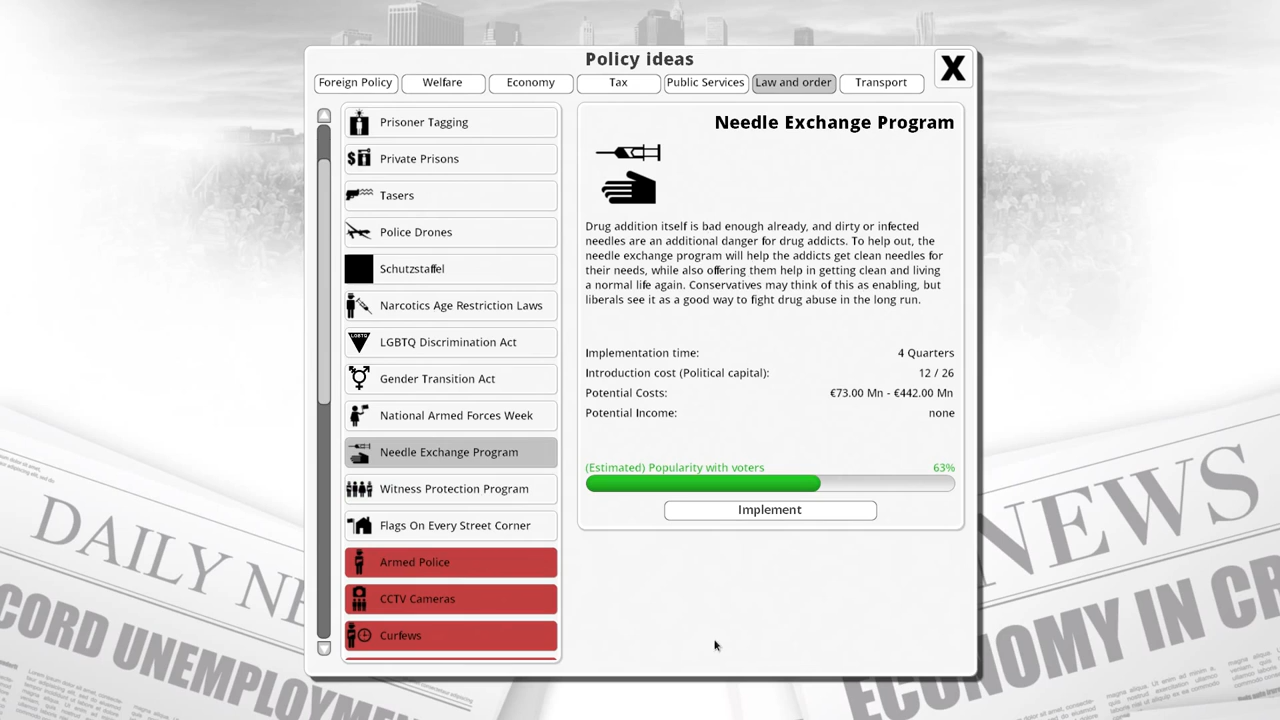 Policy ideas
X
Foreign Policy
Welfare
Economy
Tax
Public Services
Law and order
Transport
Prisoner Tagging
Private Prisons
Tasers
Police Drones
Schutzstaffel
Narcotics Age Restriction Laws
LGBTQ
LGBTQ Discrimination Act
Gender Transition Act
National Armed Forces Week
Needle Exchange Program
Witness Protection Program
Flags On Every Street Corner
Armed Police
CCTV Cameras
Curfews
Needle Exchange Program
Drug addition itself is bad enough already, and dirty or infected
needles are an additional danger for drug addicts. To help out, the
needle exchange program will help the addicts get clean needles for
their needs, while also offering them help in getting clean and living
a normal life again. Conservatives may think of this as enabling, but
liberals see it as a good way to fight drug abuse in the long run.
Implementation time: 4 Quarters
Introduction cost (Political capital): 12 / 26
Potential Costs: €73.00 Mn - €442.00 Mn
Potential Income: none
(Estimated) Popularity with voters 63%
Implement
DAILY NE
CORD UNEMPLOYM
NEWS
ECONOMY IN CR